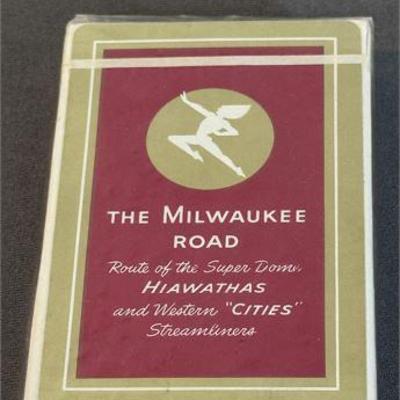 THE MILWAUKEE
ROAD
Route of the Super Dome
HIAWATHAS
and Western "CITIES"
Streamliners